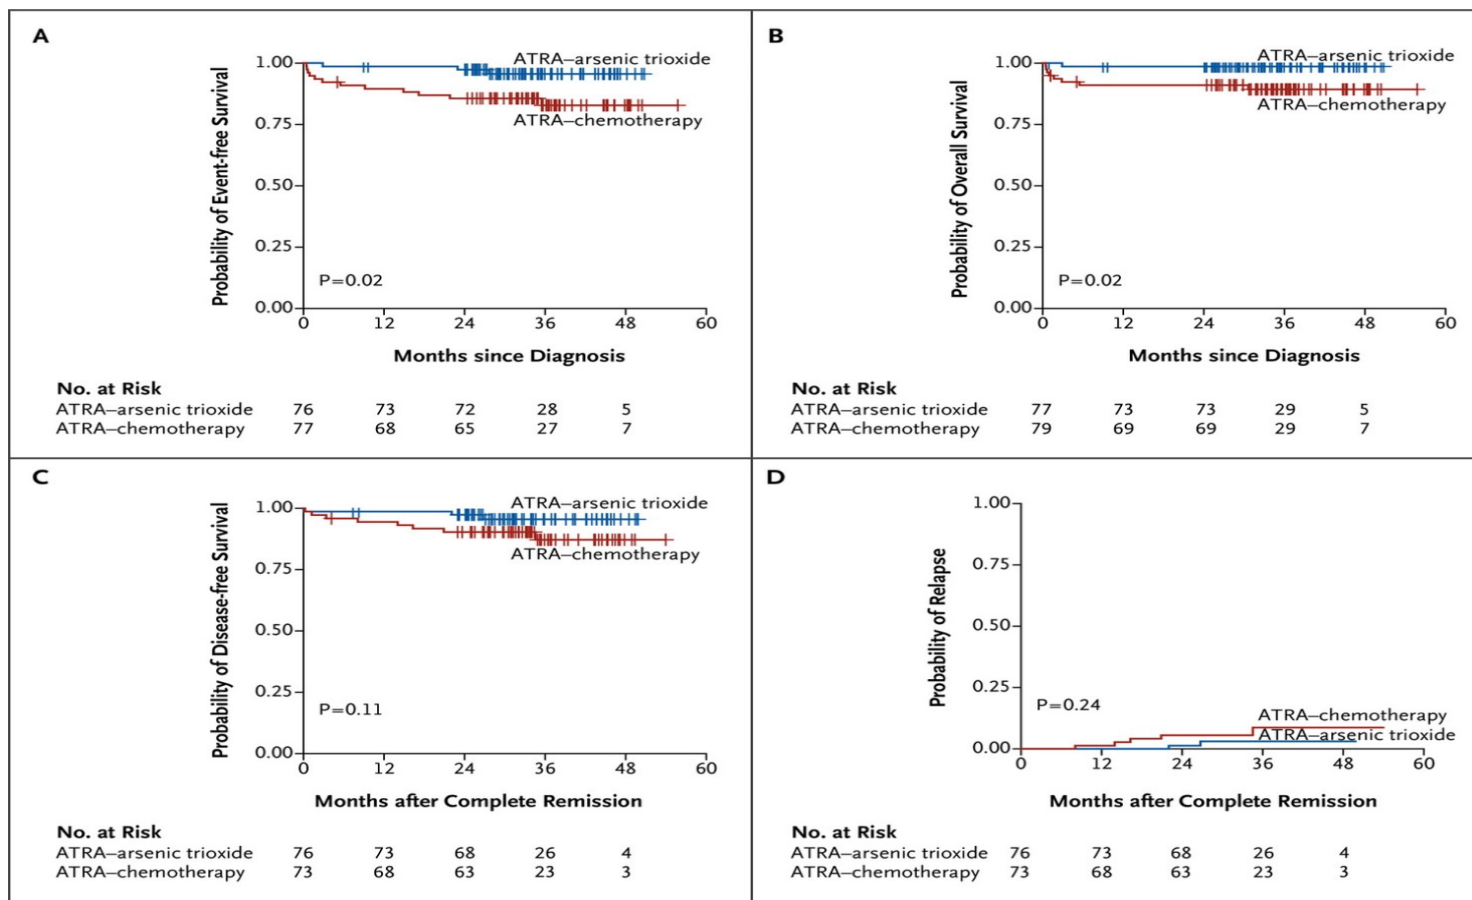 A
Probability of Event-free Survival
1.00
0.75
0.50
0.25
0.00
ATRA–arsenic trioxide
ATRA–chemotherapy
P=0.02
0 12 24 36 48 60
Months since Diagnosis
No. at Risk
ATRA–arsenic trioxide 76 73 72 28 5
ATRA–chemotherapy 77 68 65 27 7
B
Probability of Overall Survival
1.00
0.75
0.50
0.25
0.00
ATRA–arsenic trioxide
ATRA–chemotherapy
P=0.02
0 12 24 36 48 60
Months since Diagnosis
No. at Risk
ATRA–arsenic trioxide 77 73 73 29 5
ATRA–chemotherapy 79 69 69 29 7
C
Probability of Disease-free Survival
1.00
0.75
0.50
0.25
0.00
ATRA–arsenic trioxide
ATRA–chemotherapy
P=0.11
0 12 24 36 48 60
Months after Complete Remission
No. at Risk
ATRA–arsenic trioxide 76 73 68 26 4
ATRA–chemotherapy 73 68 63 23 3
D
Probability of Relapse
1.00
0.75
0.50
0.25
0.00
P=0.24
ATRA–chemotherapy
ATRA–arsenic trioxide
0 12 24 36 48 60
Months after Complete Remission
No. at Risk
ATRA–arsenic trioxide 76 73 68 26 4
ATRA–chemotherapy 73 68 63 23 3